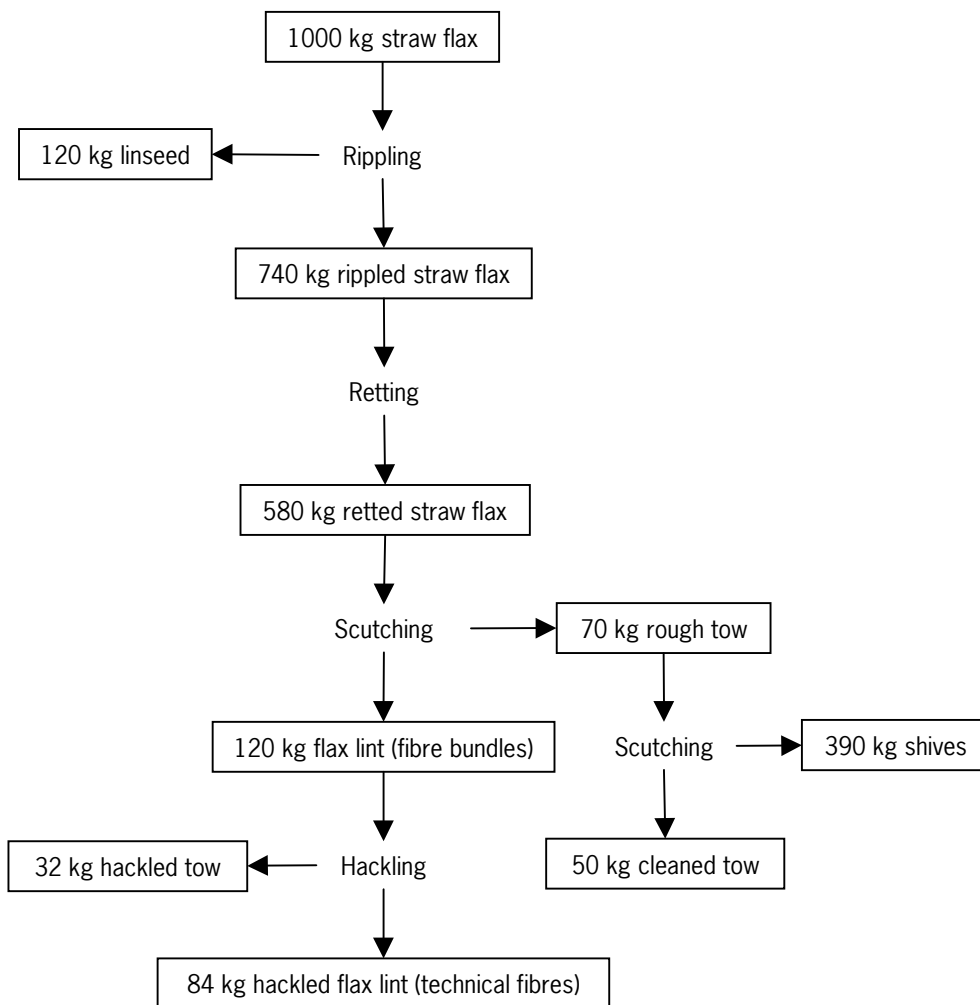 1000 kg straw flax
120 kg linseed
Rippling
740 kg rippled straw flax
Retting
580 kg retted straw flax
Scutching
70 kg rough tow
120 kg flax lint (fibre bundles)
Scutching
390 kg shives
32 kg hackled tow
Hackling
50 kg cleaned tow
84 kg hackled flax lint (technical fibres)